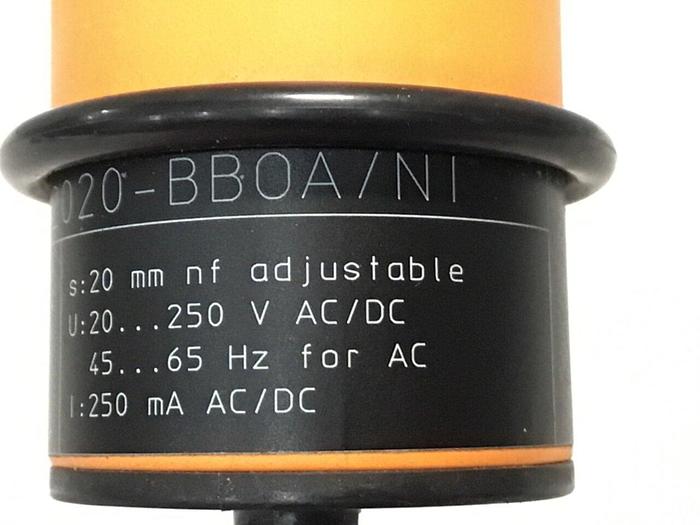 2020-BBOA/NI
s:20 mm nf adjustable
U:20...250 V AC/DC
45...65 Hz for AC
I:250 mA AC/DC